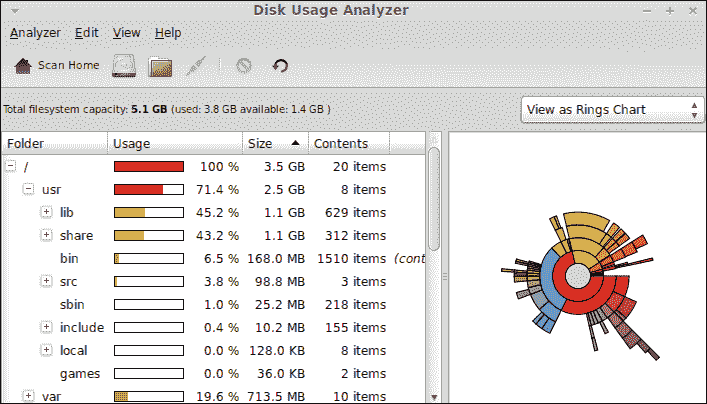 Disk Usage Analyzer
Analyzer Edit View Help
Scan Home
Total filesystem capacity: 5.1 GB (used: 3.8 GB available: 1.4 GB )
View as Rings Chart
Folder Usage Size Contents
/ 100 % 3.5 GB 20 items
usr 71.4 % 2.5 GB 8 items
lib 45.2 % 1.1 GB 629 items
share 43.2 % 1.1 GB 312 items
bin 6.5 % 168.0 MB 1510 items (cont
src 3.8 % 98.8 MB 3 items
sbin 1.0 % 25.2 MB 218 items
include 0.4 % 10.2 MB 155 items
local 0.0 % 128.0 KB 8 items
games 0.0 % 36.0 KB 2 items
var 19.6 % 713.5 MB 10 items